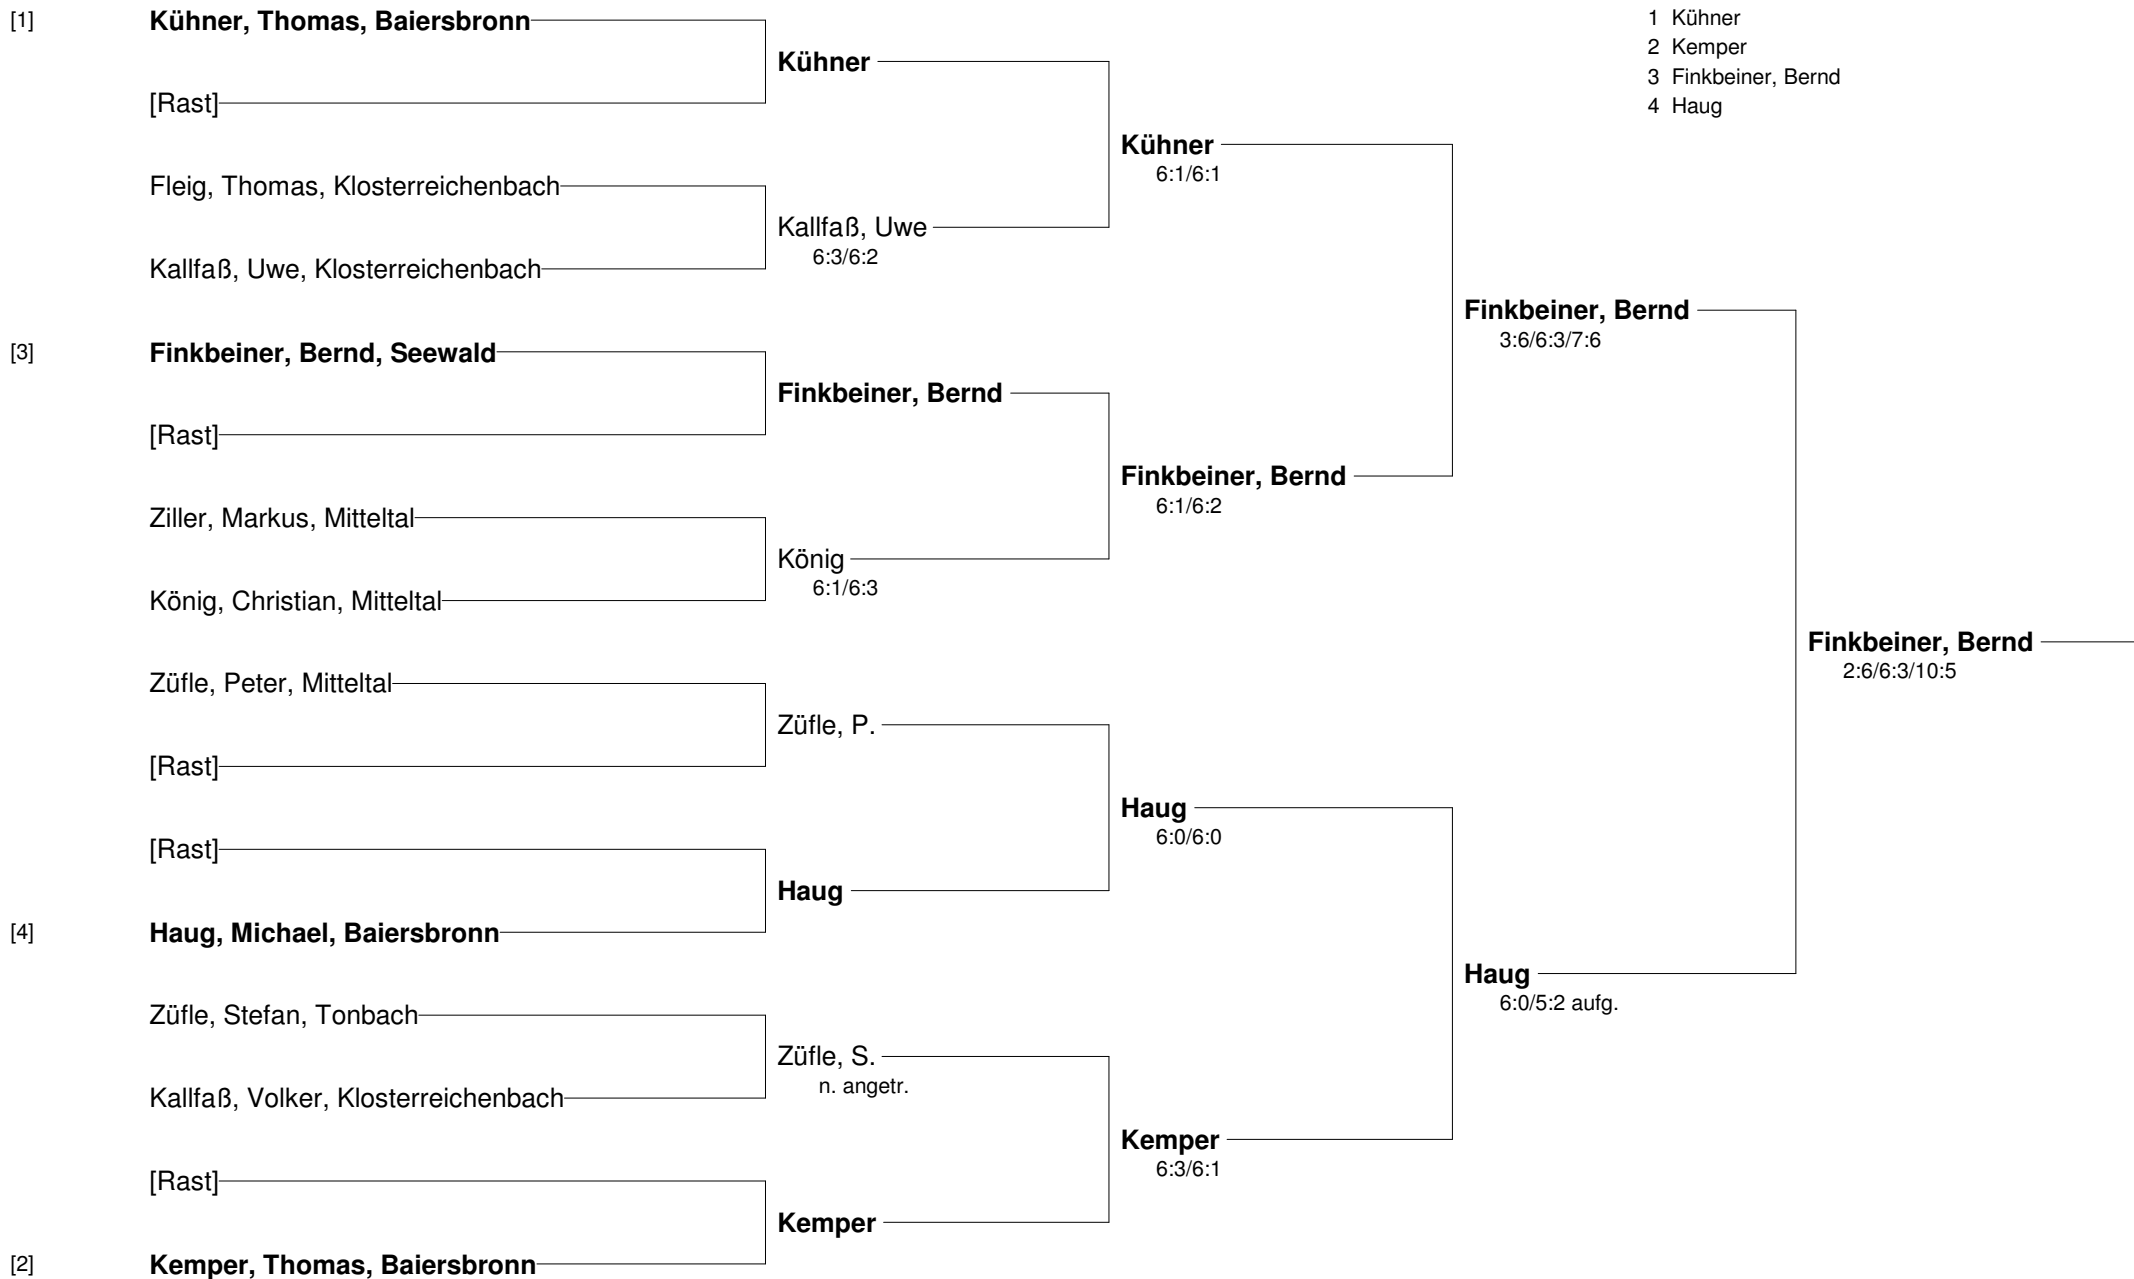 [1]
Kühner, Thomas, Baiersbronn
[Rast]
Fleig, Thomas, Klosterreichenbach
Kallfaß, Uwe, Klosterreichenbach
[3]
Finkbeiner, Bernd, Seewald
[Rast]
Ziller, Markus, Mitteltal
König, Christian, Mitteltal
Züfle, Peter, Mitteltal
[Rast]
[Rast]
[4]
Haug, Michael, Baiersbronn
Züfle, Stefan, Tonbach
Kallfaß, Volker, Klosterreichenbach
[Rast]
[2]
Kemper, Thomas, Baiersbronn
Kühner
Kallfaß, Uwe
6:3/6:2
Finkbeiner, Bernd
König
6:1/6:3
Züfle, P.
Haug
Züfle, S.
n. angetr.
Kemper
Kühner
6:1/6:1
Finkbeiner, Bernd
6:1/6:2
Haug
6:0/6:0
Kemper
6:3/6:1
Finkbeiner, Bernd
3:6/6:3/7:6
Haug
6:0/5:2 aufg.
Finkbeiner, Bernd
2:6/6:3/10:5
1 Kühner
2 Kemper
3 Finkbeiner, Bernd
4 Haug